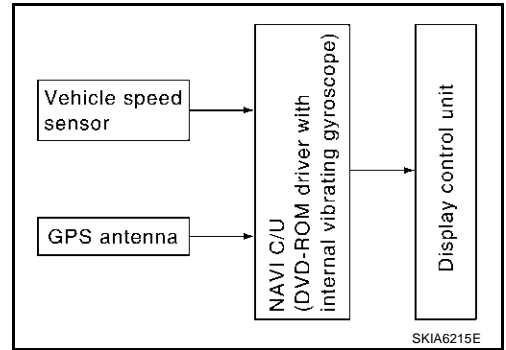 Vehicle speed
sensor
GPS antenna
NAVI C/U
(DVD-ROM driver with
internal vibrating gyroscope)
Display control unit
SKIA6215E